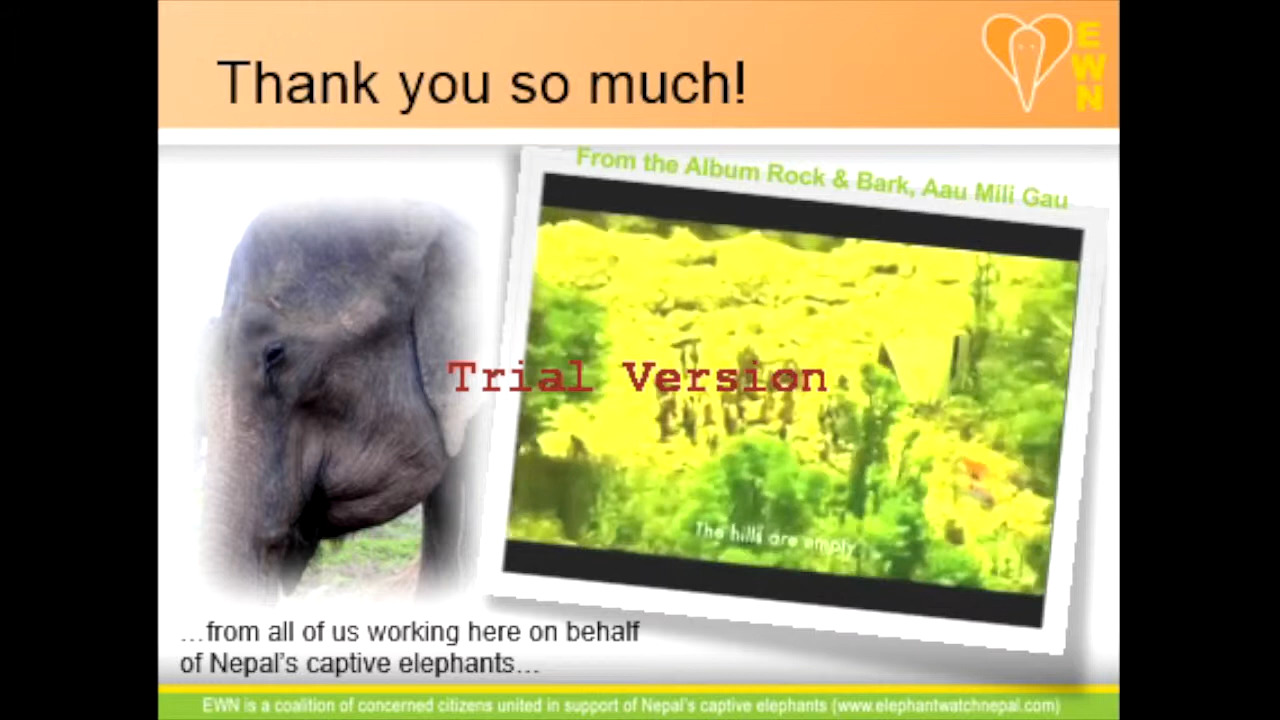 Thank you so much!
E
W
N
From the Album Rock & Bark, Aau Mili Gau
Trial Version
The hills are empty
…from all of us working here on behalf
of Nepal's captive elephants…
EWN is a coalition of concerned citizens united in support of Nepal's captive elephants (www.elephantwatchnepal.com)